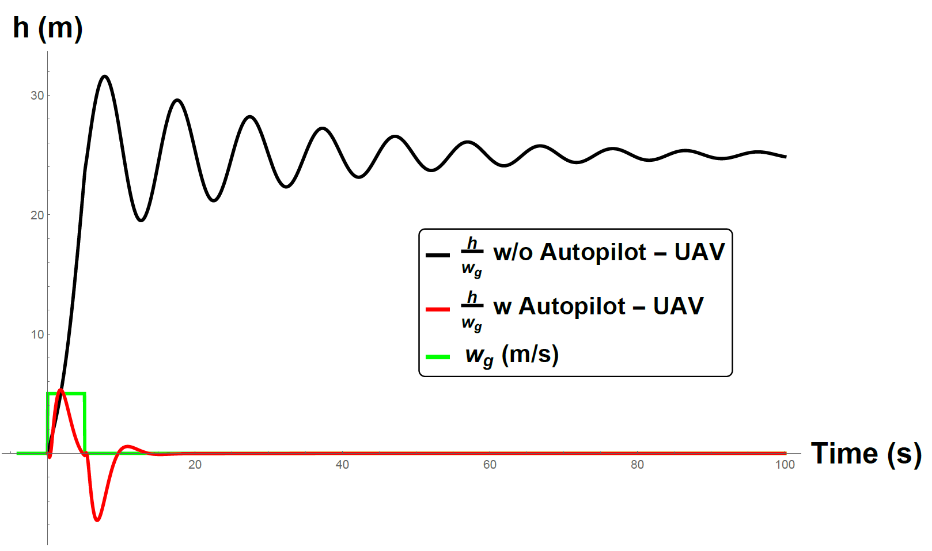 h (m)
30
20
10
h/w_g w/o Autopilot – UAV
h/w_g w Autopilot – UAV
w_g (m/s)
20 40 60 80 100 Time (s)